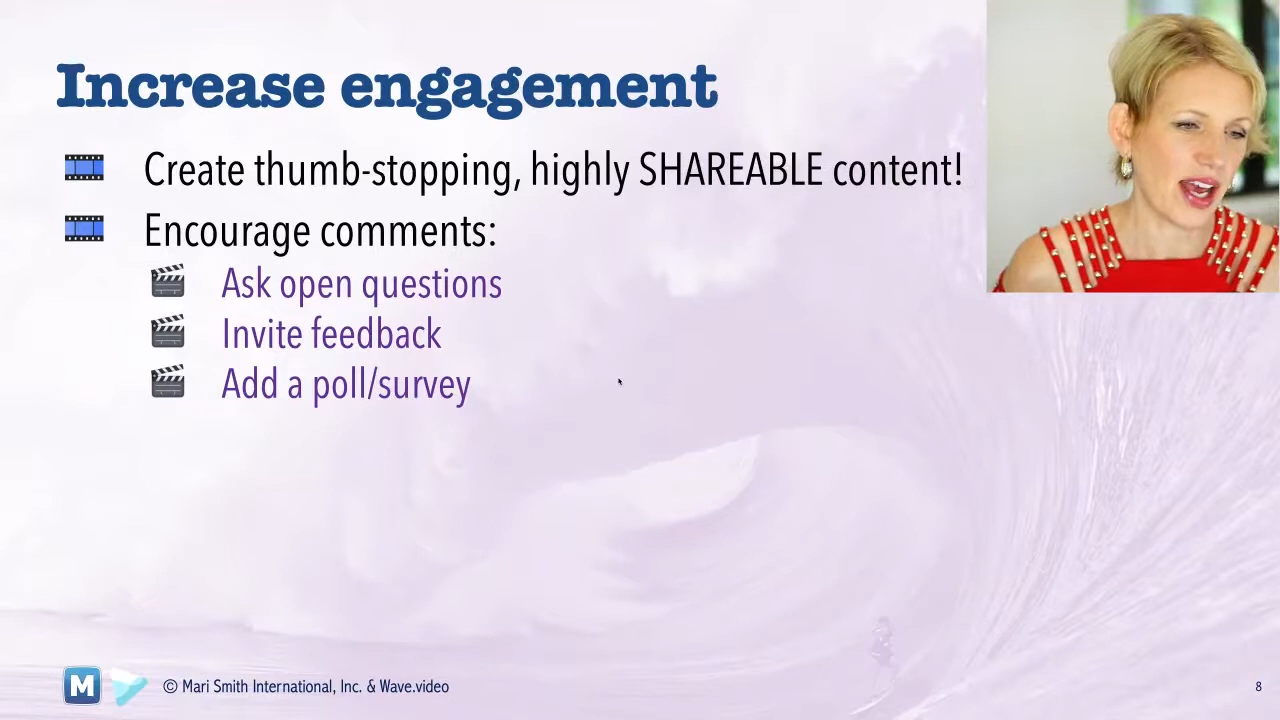 Increase engagement
Create thumb-stopping, highly SHAREABLE content!
Encourage comments:
Ask open questions
Invite feedback
Add a poll/survey
M
© Mari Smith International, Inc. & Wave.video
8